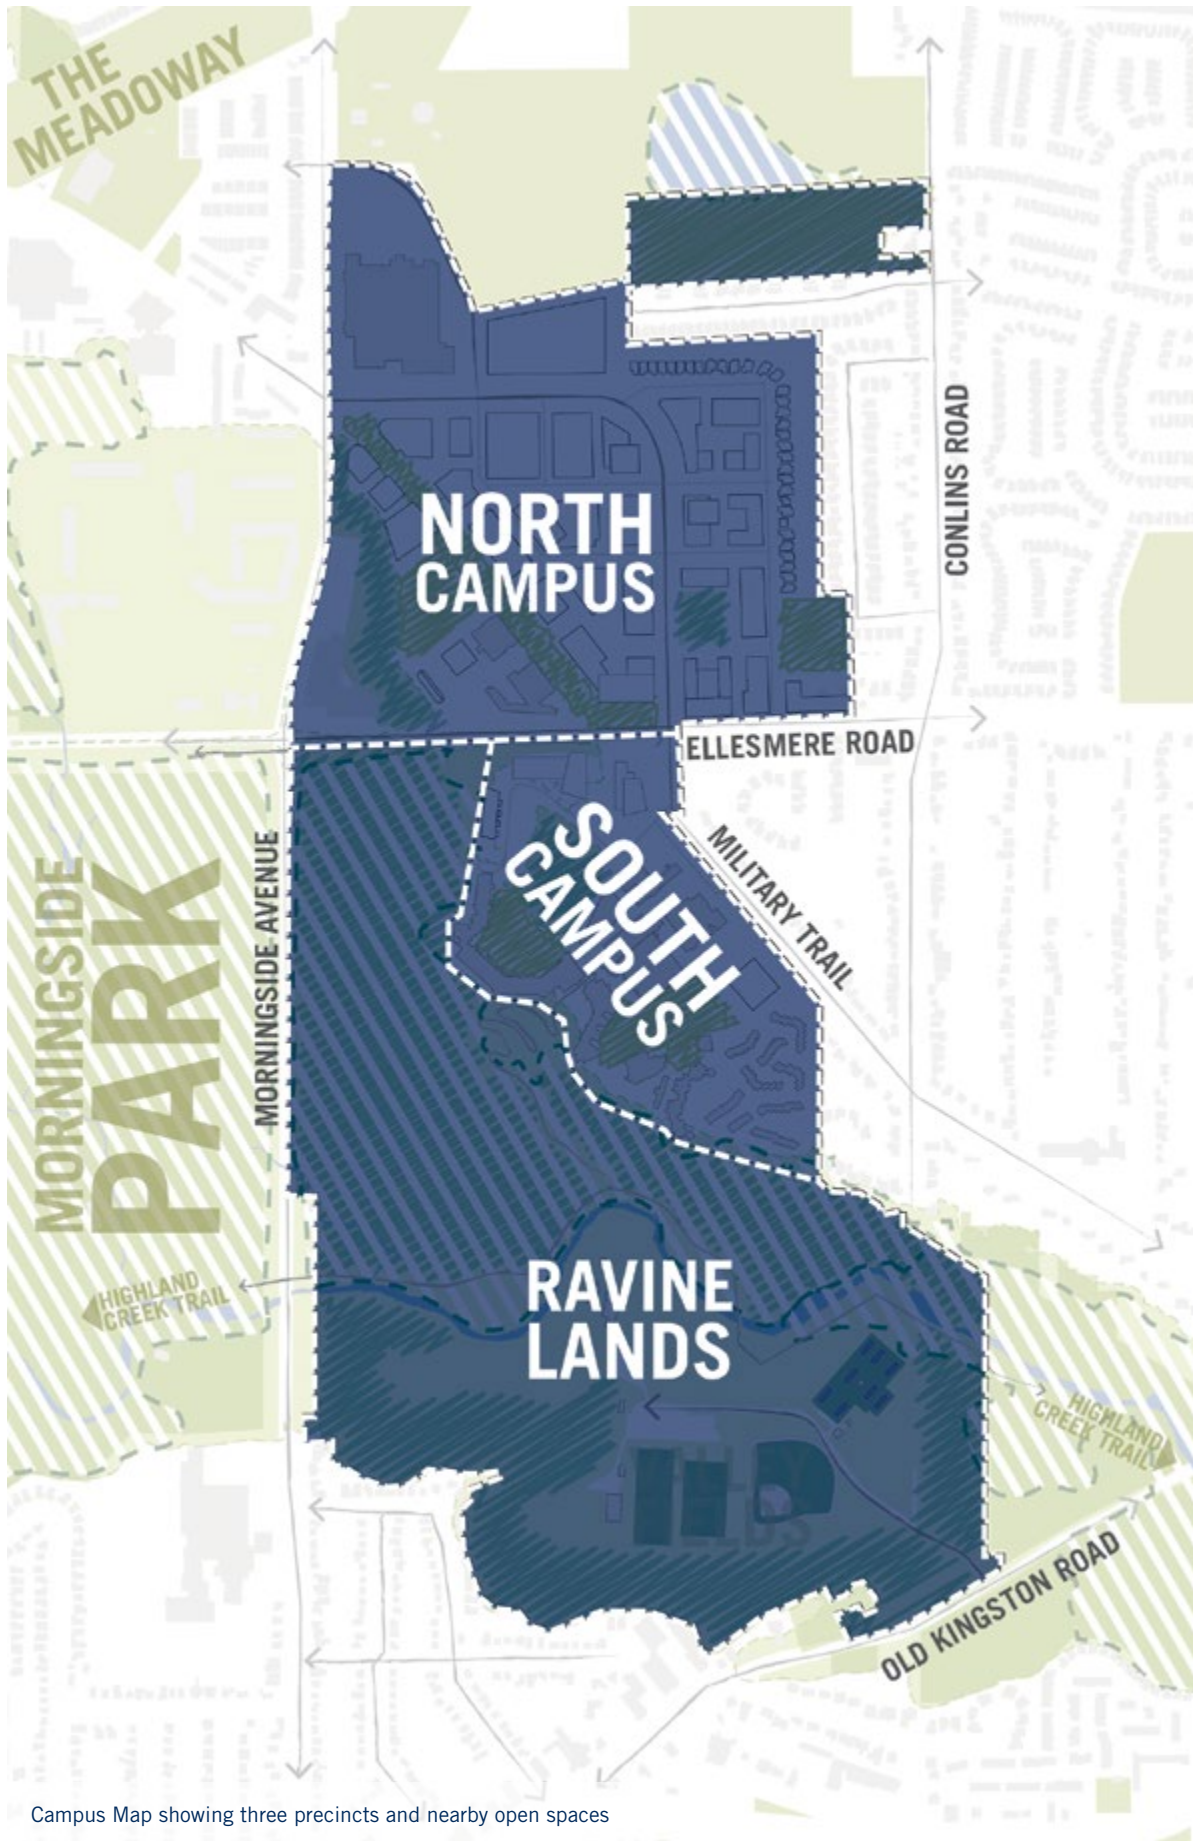 THE
MEADOWAY
NORTH
CAMPUS
CONLINS ROAD
ELLESMERE ROAD
SOUTH
CAMPUS
MILITARY TRAIL
MORNINGSIDE
PARK
MORNINGSIDE AVENUE
HIGHLAND
CREEK TRAIL
RAVINE
LANDS
HIGHLAND
CREEK TRAIL
OLD KINGSTON ROAD
Campus Map showing three precincts and nearby open spaces